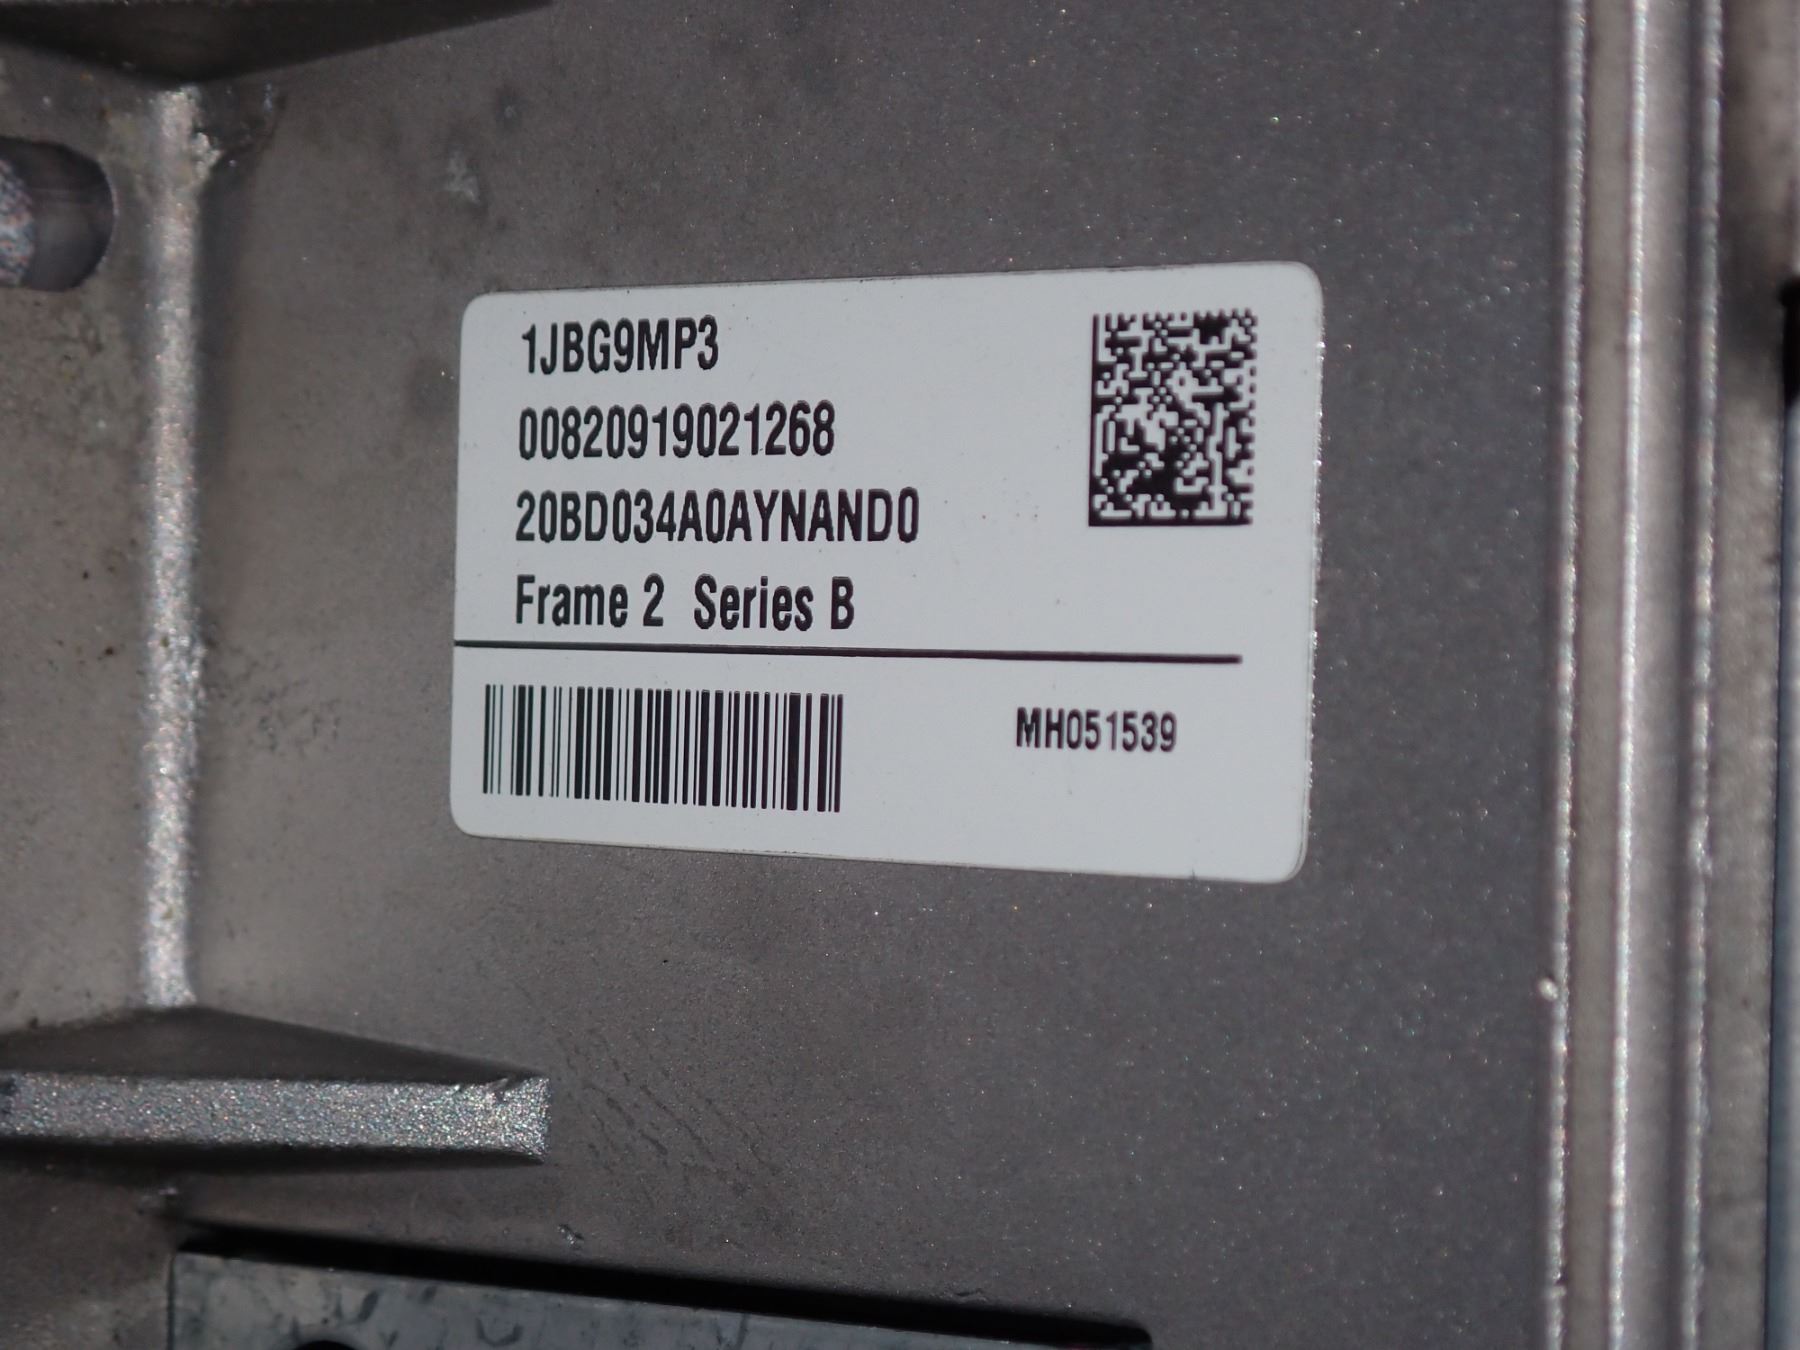 1JBG9MP3
00820919021268
20BD034A0AYNAND0
Frame 2 Series B
MH051539